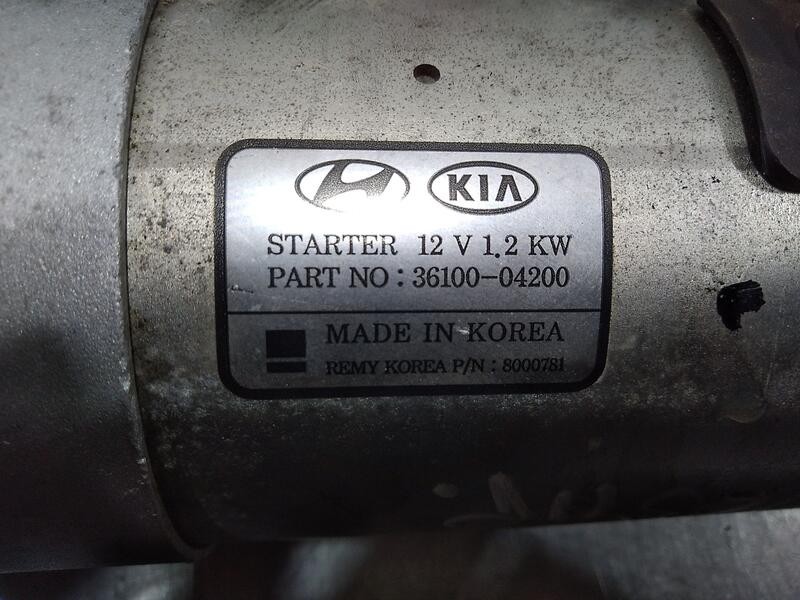 KIA
STARTER 12 V 1.2 KW
PART NO : 36100-04200
MADE IN KOREA
REMY KOREA P/N : 8000781